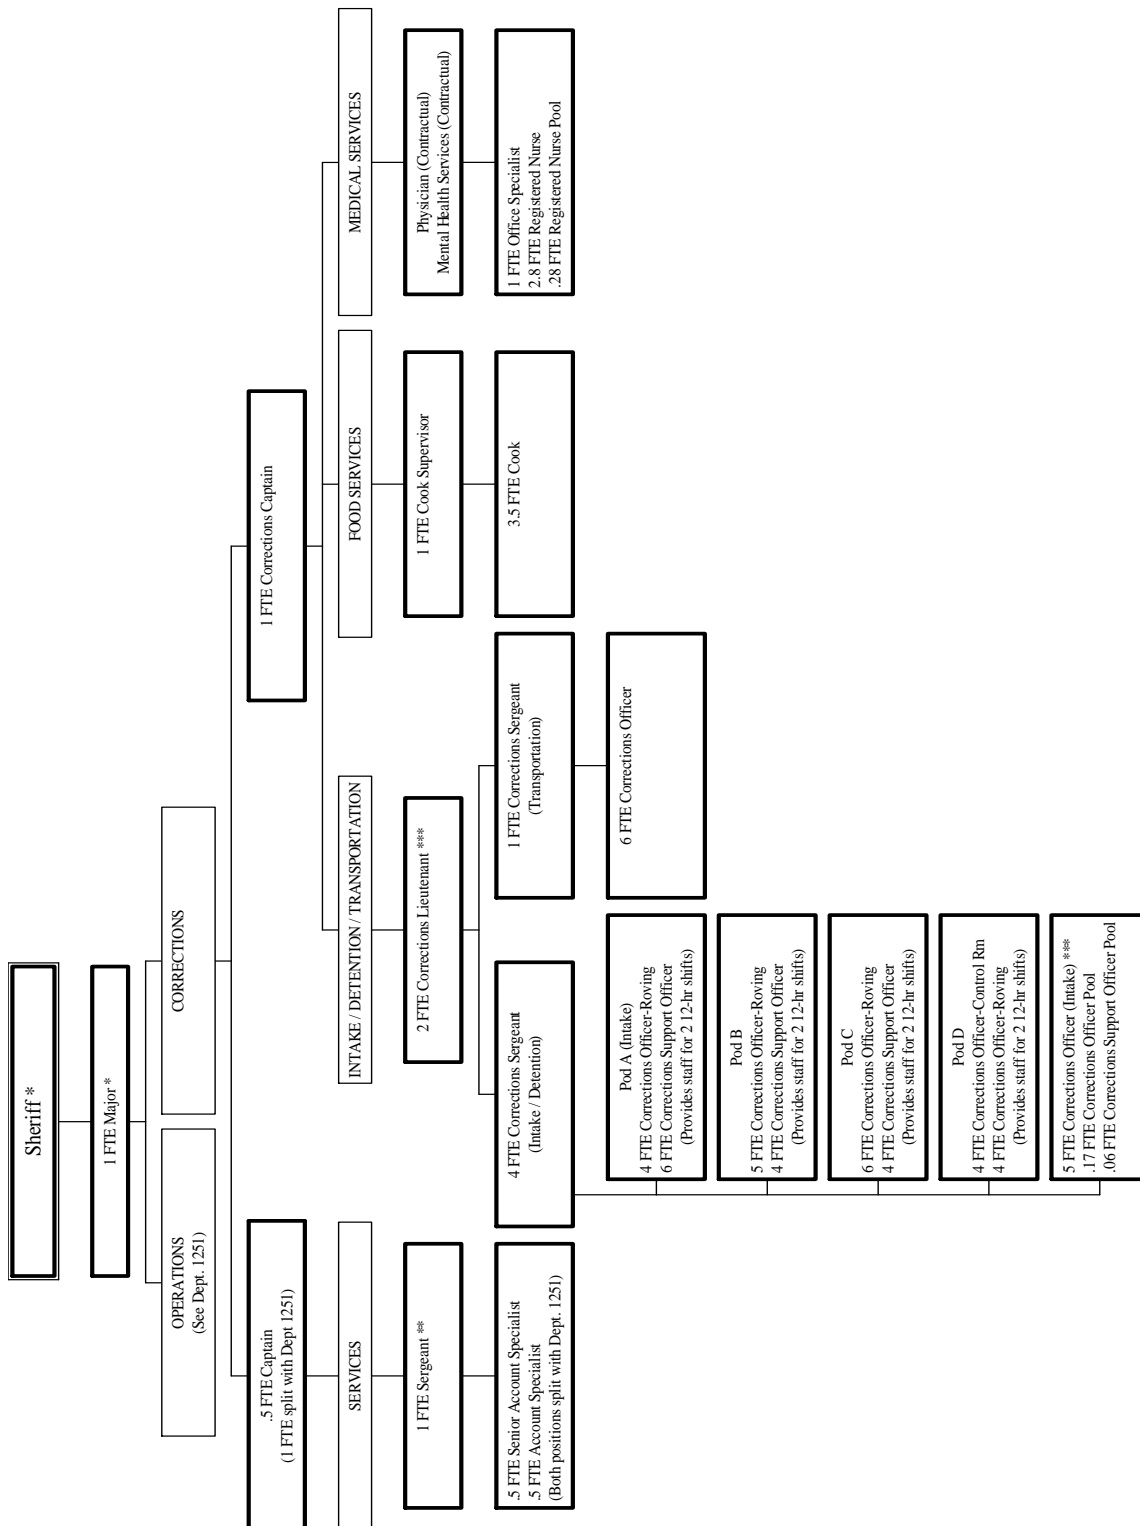 Sheriff *
1 FTE Major *
OPERATIONS
(See Dept. 1251)
CORRECTIONS
.5 FTE Captain
(1 FTE split with Dept 1251)
1 FTE Corrections Captain
SERVICES
INTAKE / DETENTION / TRANSPORTATION
FOOD SERVICES
MEDICAL SERVICES
1 FTE Sergeant **
2 FTE Corrections Lieutenant ***
1 FTE Cook Supervisor
Physician (Contractual)
Mental Health Services (Contractual)
.5 FTE Senior Account Specialist
.5 FTE Account Specialist
(Both positions split with Dept. 1251)
4 FTE Corrections Sergeant
(Intake / Detention)
1 FTE Corrections Sergeant
(Transportation)
3.5 FTE Cook
1 FTE Office Specialist
2.8 FTE Registered Nurse
.28 FTE Registered Nurse Pool
Pod A (Intake)
4 FTE Corrections Officer-Roving
6 FTE Corrections Support Officer
(Provides staff for 2 12-hr shifts)
6 FTE Corrections Officer
Pod B
5 FTE Corrections Officer-Roving
4 FTE Corrections Support Officer
(Provides staff for 2 12-hr shifts)
Pod C
6 FTE Corrections Officer-Roving
4 FTE Corrections Support Officer
(Provides staff for 2 12-hr shifts)
Pod D
4 FTE Corrections Officer-Control Rm
4 FTE Corrections Officer-Roving
(Provides staff for 2 12-hr shifts)
5 FTE Corrections Officer (Intake) ***
.17 FTE Corrections Officer Pool
.06 FTE Corrections Support Officer Pool